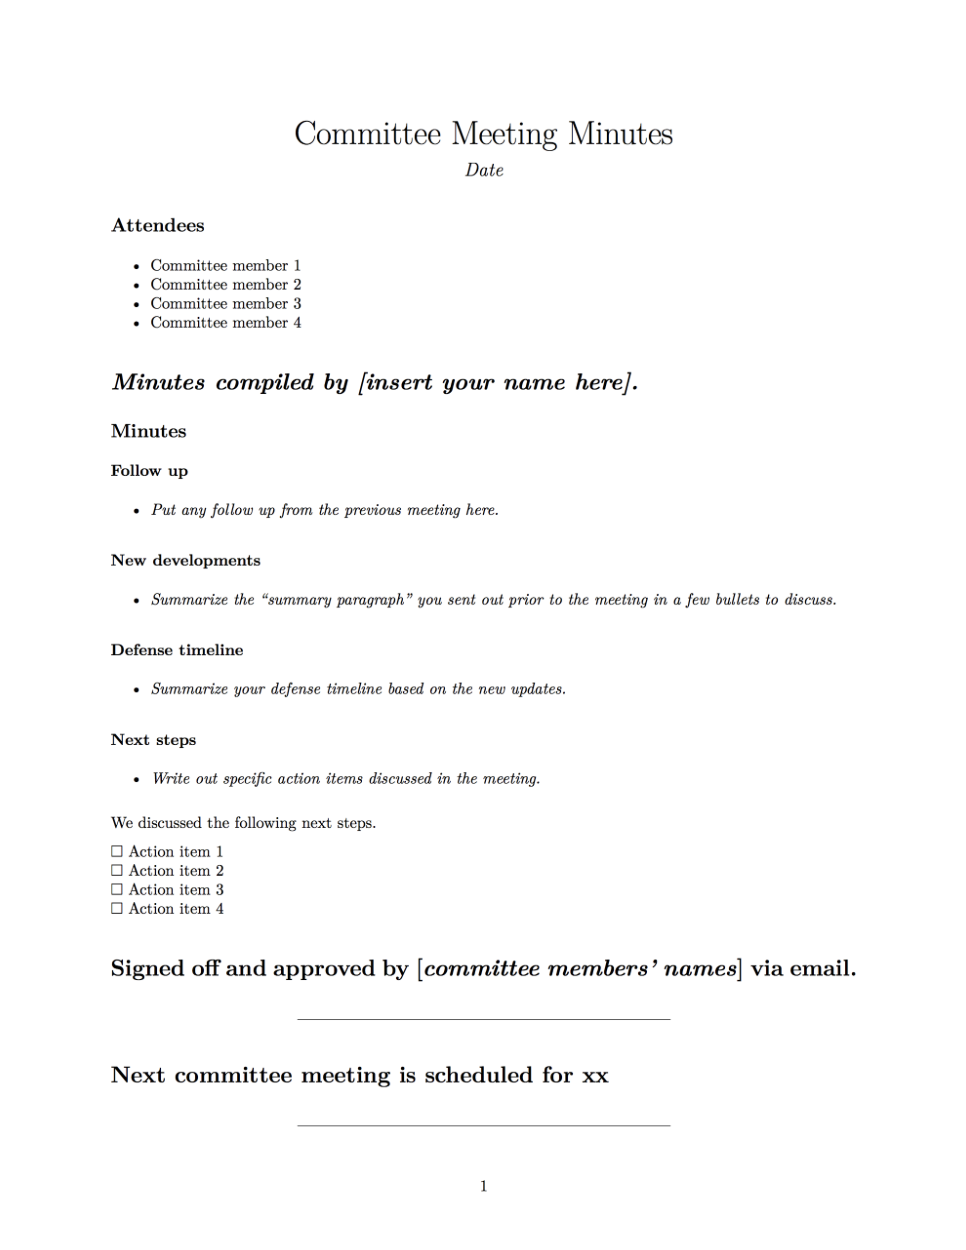 Committee Meeting Minutes
Date
Attendees
• Committee member 1
• Committee member 2
• Committee member 3
• Committee member 4
Minutes compiled by [insert your name here].
Minutes
Follow up
• Put any follow up from the previous meeting here.
New developments
• Summarize the “summary paragraph” you sent out prior to the meeting in a few bullets to discuss.
Defense timeline
• Summarize your defense timeline based on the new updates.
Next steps
• Write out specific action items discussed in the meeting.
We discussed the following next steps.
☐ Action item 1
☐ Action item 2
☐ Action item 3
☐ Action item 4
Signed off and approved by [committee members’ names] via email.
Next committee meeting is scheduled for xx
1